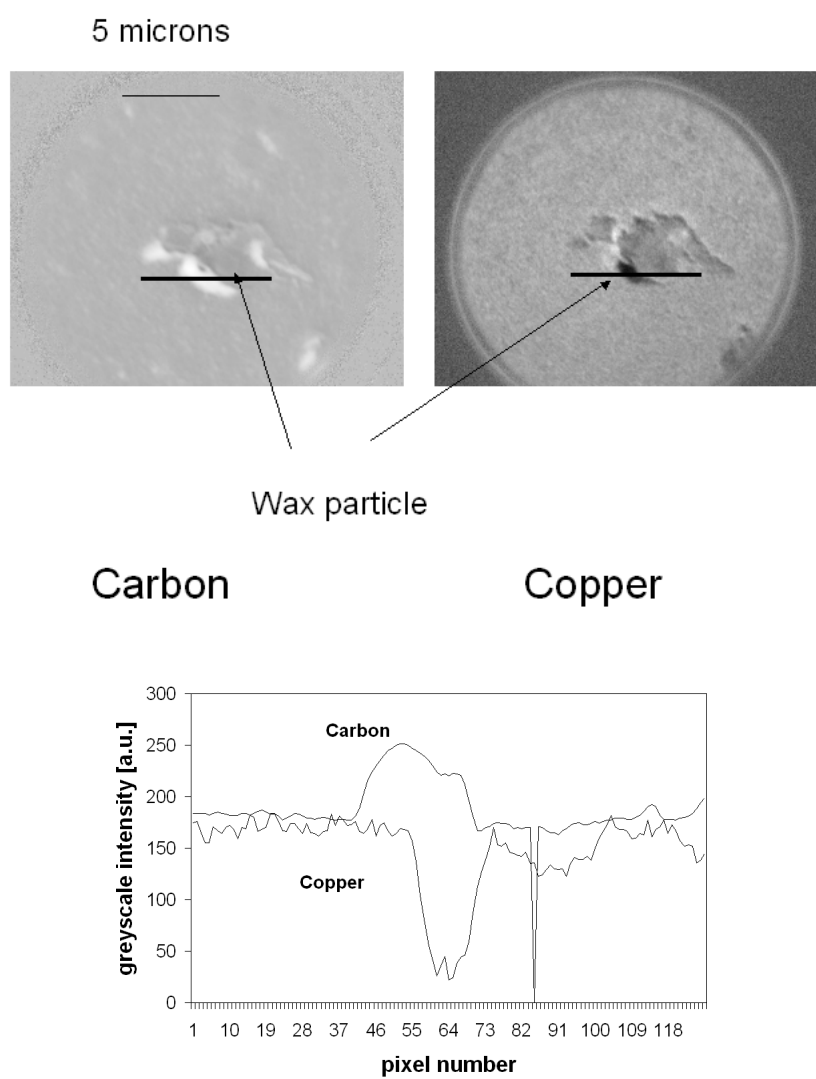 5 microns
Wax particle
Carbon
Copper
300
250
200
150
100
50
0
greyscale intensity [a.u.]
Carbon
Copper
1 10 19 28 37 46 55 64 73 82 91 100 109 118
pixel number